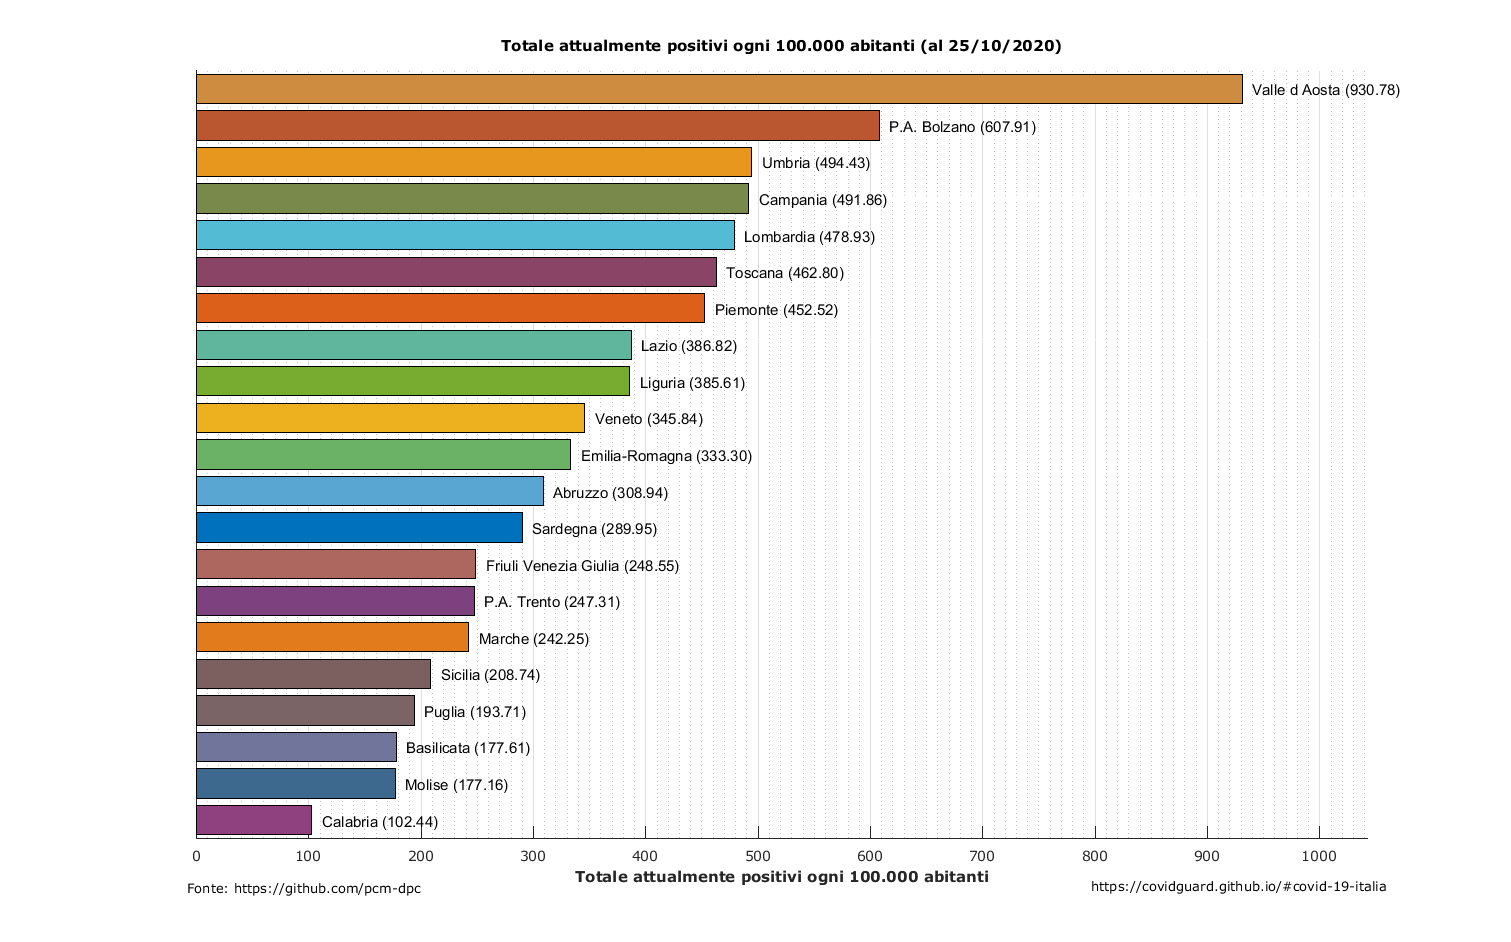 Totale attualmente positivi ogni 100.000 abitanti (al 25/10/2020)
Valle d Aosta (930.78)
P.A. Bolzano (607.91)
Umbria (494.43)
Campania (491.86)
Lombardia (478.93)
Toscana (462.80)
Piemonte (452.52)
Lazio (386.82)
Liguria (385.61)
Veneto (345.84)
Emilia-Romagna (333.30)
Abruzzo (308.94)
Sardegna (289.95)
Friuli Venezia Giulia (248.55)
P.A. Trento (247.31)
Marche (242.25)
Sicilia (208.74)
Puglia (193.71)
Basilicata (177.61)
Molise (177.16)
Calabria (102.44)
0 100 200 300 400 500 600 700 800 900 1000
Totale attualmente positivi ogni 100.000 abitanti
Fonte: https://github.com/pcm-dpc
https://covidguard.github.io/#covid-19-italia